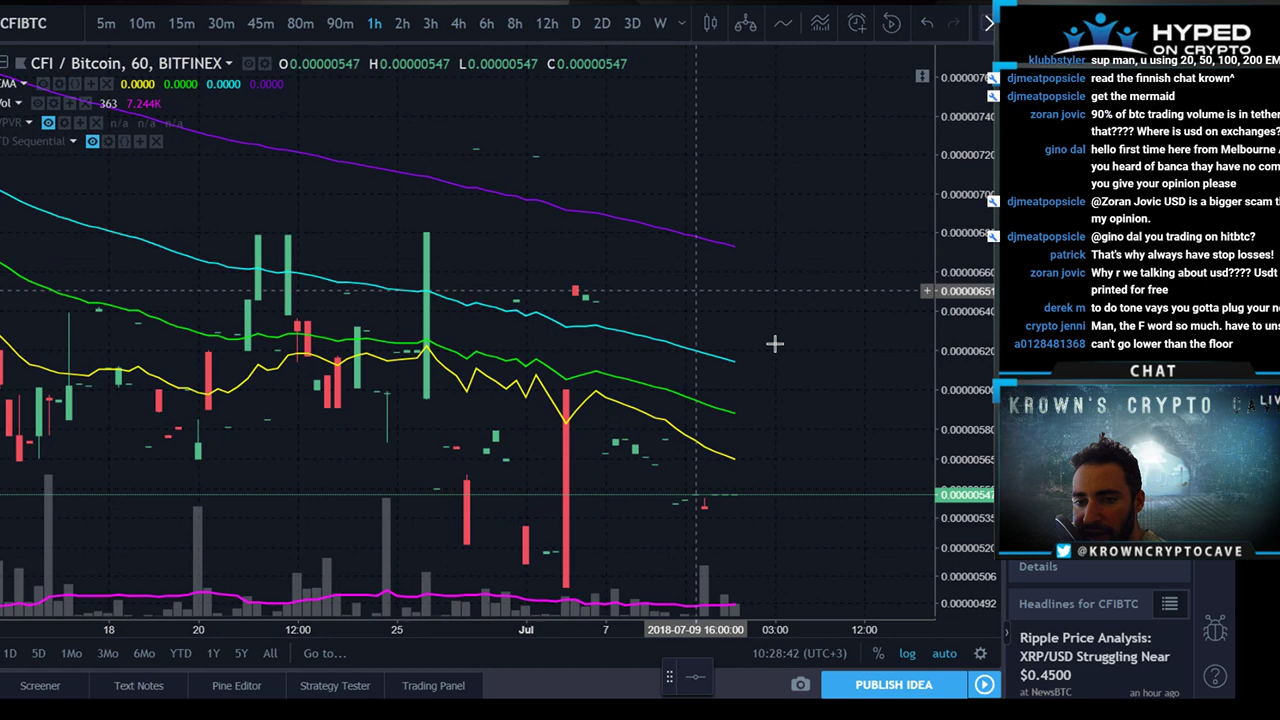 CFIBTC 5m 10m 15m 30m 45m 80m 90m 1h 2h 3h 4h 6h 8h 12h D 2D 3D W
CFI / Bitcoin, 60, BITFINEX O0.00000547 H0.00000547 L0.00000547 C0.00000547
EMA 0.0000 0.0000 0.0000 0.0000
Vol 363 7.244K
VPVR n/a n/a n/a
TD Sequential
0.00000740
0.00000720
0.00000700
0.00000660
0.00000651
0.00000640
0.00000620
0.00000600
0.00000580
0.00000565
0.00000547
0.00000535
0.00000520
0.00000506
0.00000492
18 20 12:00 25 Jul 7 2018-07-09 16:00:00 03:00 12:00
1D 5D 1Mo 3Mo 6Mo YTD 1Y 5Y All Go to... 10:28:42 (UTC+3) % log auto
Screener Text Notes Pine Editor Strategy Tester Trading Panel PUBLISH IDEA
HYPED
ON CRYPTO
klubbstyler sup man, u using 20, 50, 100, 200 EM
djmeatpopsicle read the finnish chat krown^
djmeatpopsicle get the mermaid
zoran jovic 90% of btc trading volume is in tether
that???? Where is usd on exchanges?
gino dal hello first time here from Melbourne
you heard of banca thay have no com
you give your opinion please
djmeatpopsicle @Zoran Jovic USD is a bigger scam t
my opinion.
djmeatpopsicle @gino dal you trading on hitbtc?
patrick That's why always have stop losses!
zoran jovic Why r we talking about usd???? Usdt
printed for free
derek m to do tone vays you gotta plug your n
crypto jenni Man, the F word so much. have to uns
a0128481368 can't go lower than the floor
CHAT
KROWN'S CRYPTO CAVE
LIV
@KROWNCRYPTOCAVE
Details
Headlines for CFIBTC
Ripple Price Analysis:
XRP/USD Struggling Near
$0.4500
at NewsBTC an hour ago